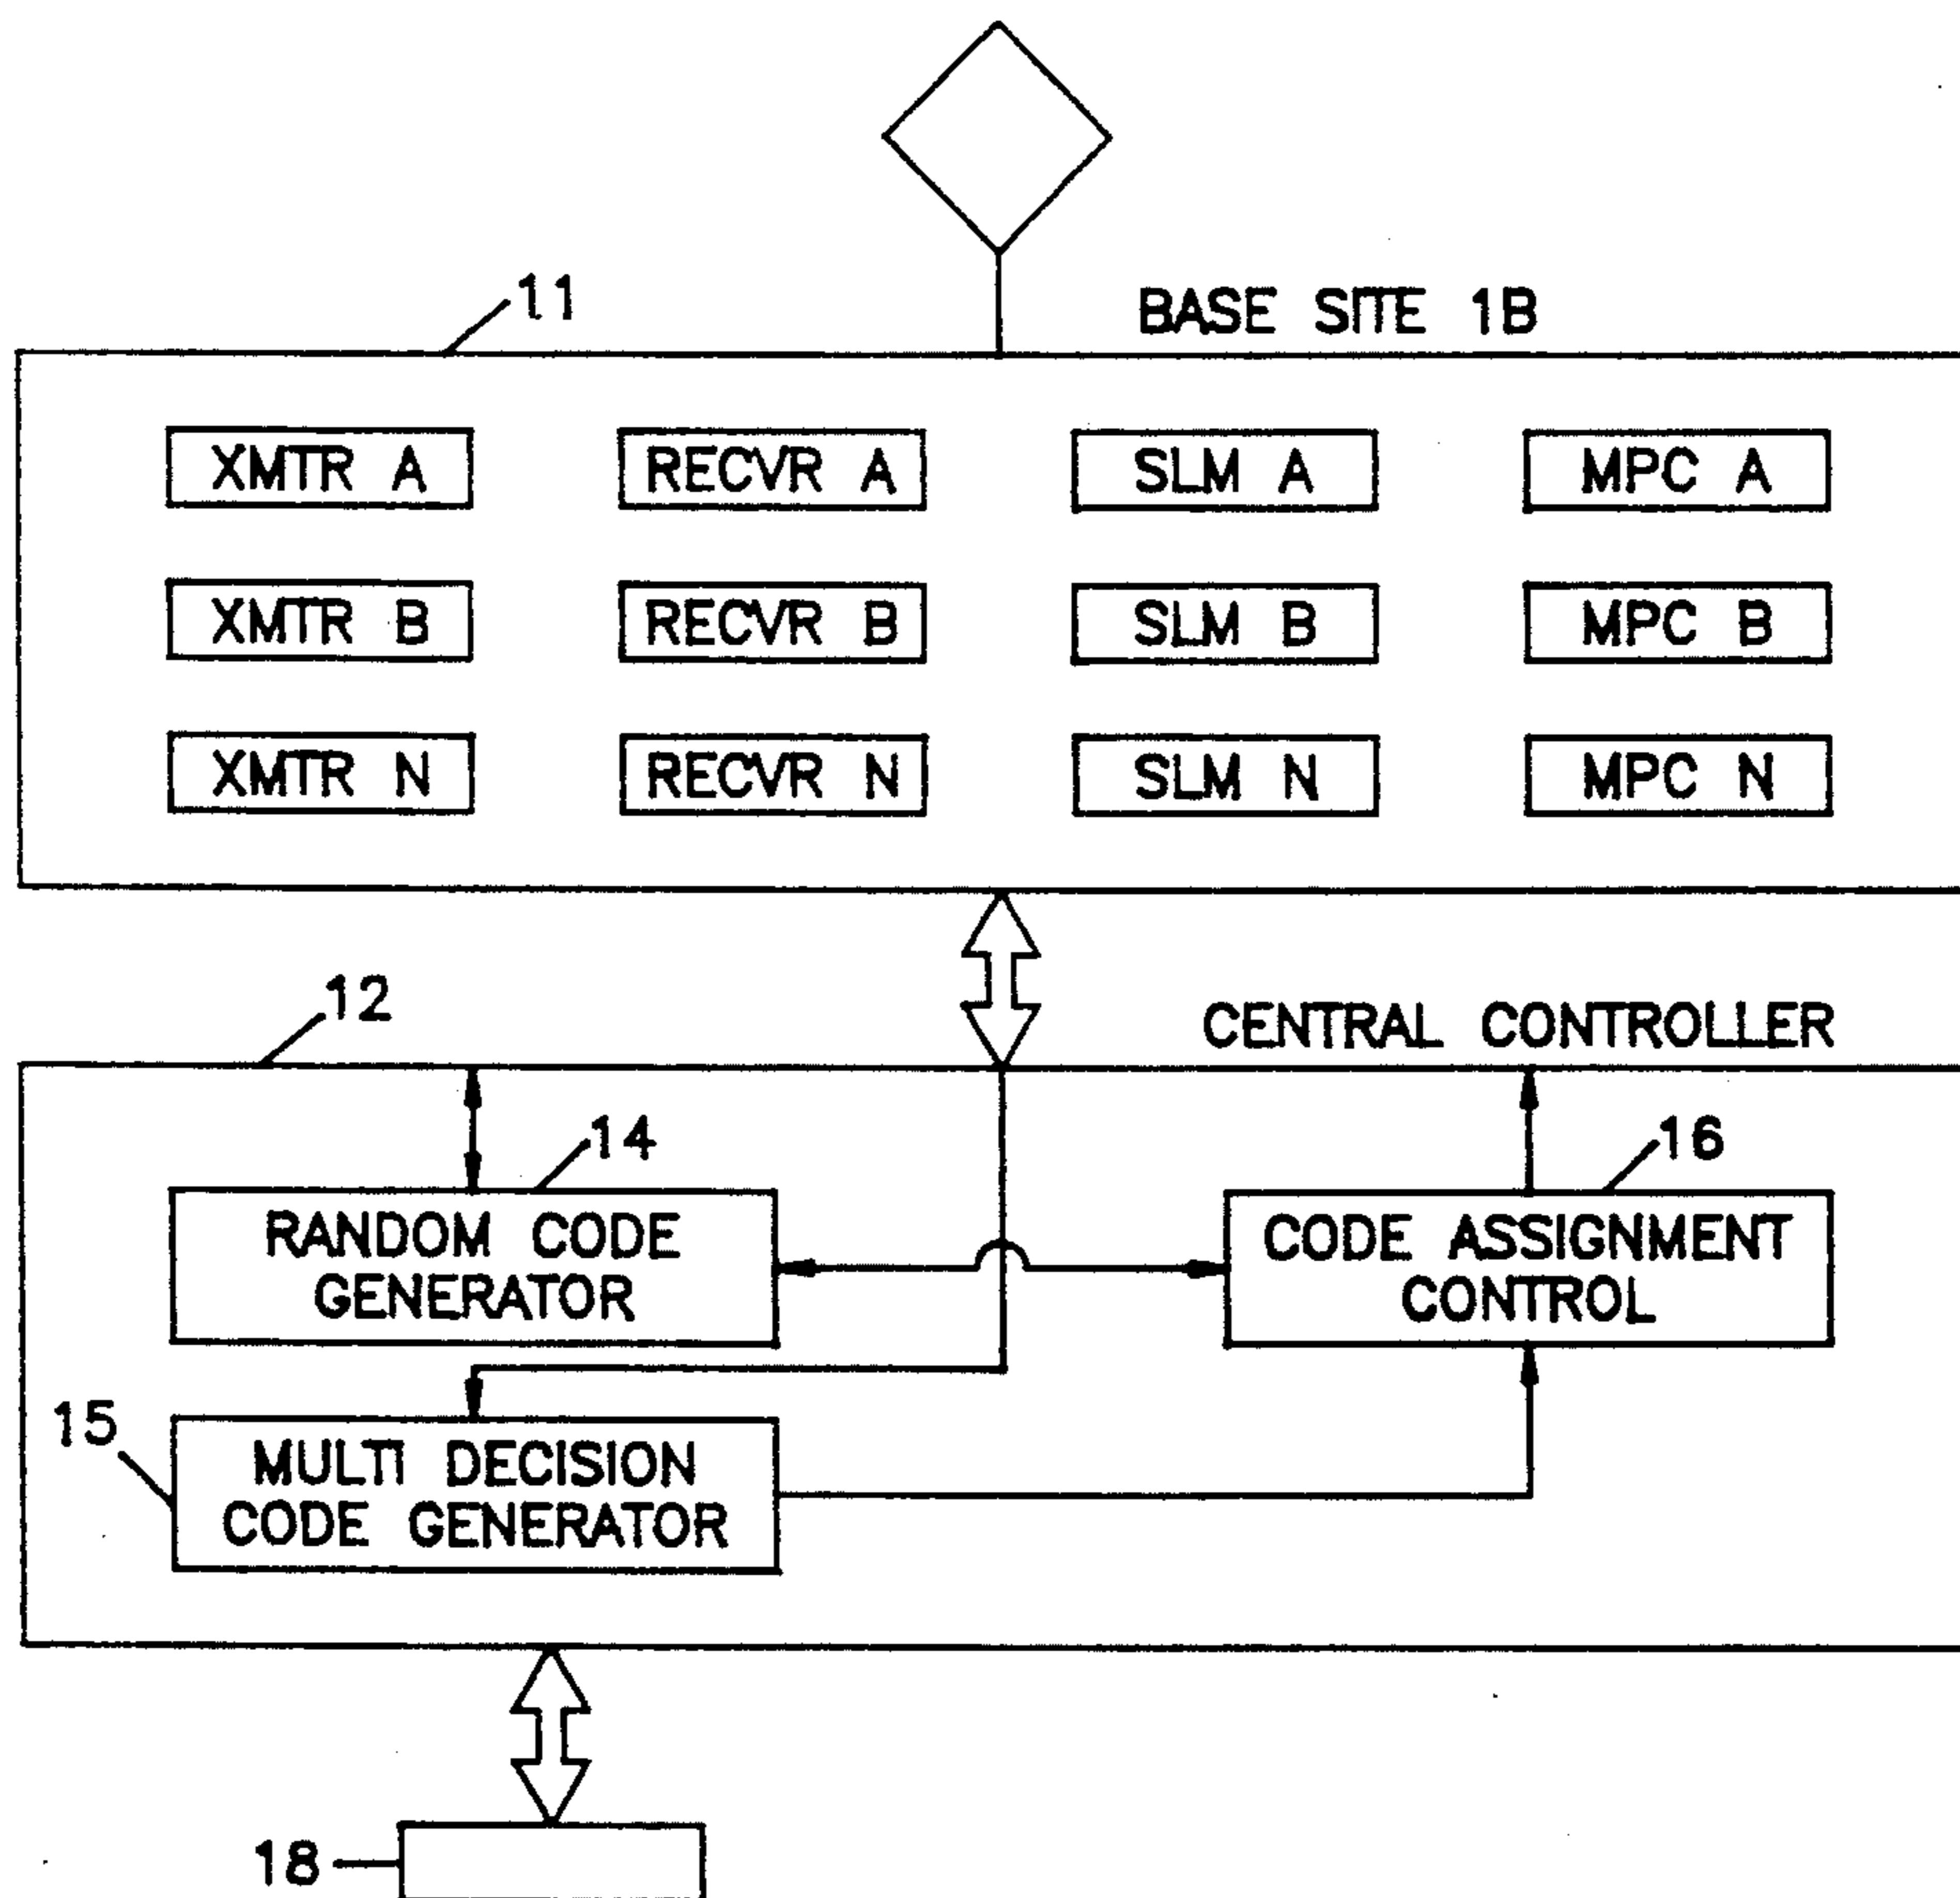 11
BASE SITE 1B
XMTR A RECVR A SLM A MPC A
XMTR B RECVR B SLM B MPC B
XMTR N RECVR N SLM N MPC N
12
CENTRAL CONTROLLER
14
16
RANDOM CODE
GENERATOR
CODE ASSIGNMENT
CONTROL
15
MULTI DECISION
CODE GENERATOR
18